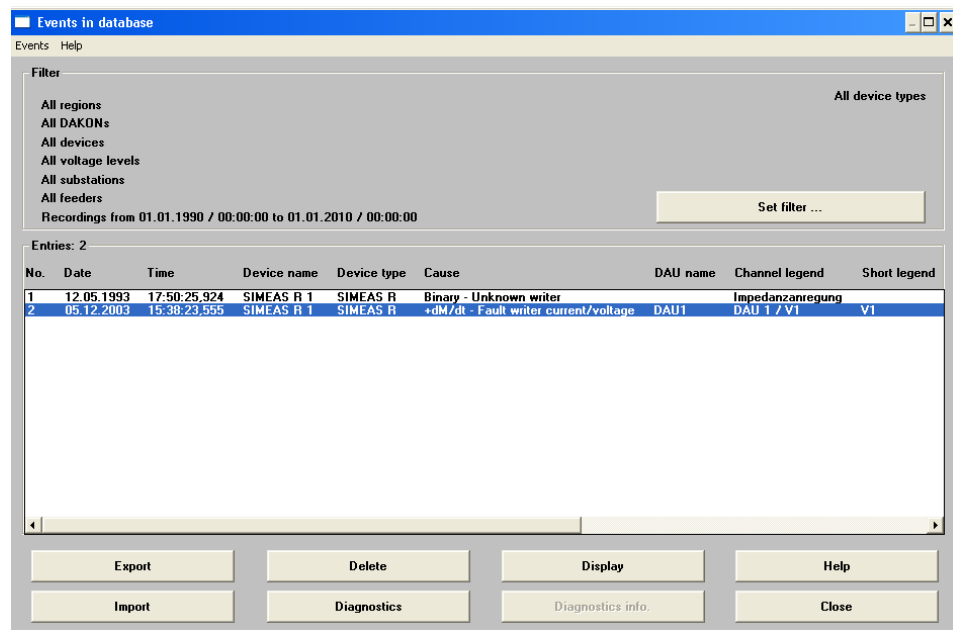 Events in database
Events Help
Filter
All device types
All regions
All DAKONs
All devices
All voltage levels
All substations
All feeders
Recordings from 01.01.1990 / 00:00:00 to 01.01.2010 / 00:00:00
Set filter ...
Entries: 2
No. Date Time Device name Device type Cause DAU name Channel legend Short legend
1 12.05.1993 17:50:25,924 SIMEAS R 1 SIMEAS R Binary - Unknown writer Impedanzanregung
2 05.12.2003 15:38:23,555 SIMEAS R 1 SIMEAS R +dM/dt - Fault writer current/voltage DAU1 DAU 1 / V1 V1
Export Delete Display Help
Import Diagnostics Diagnostics info. Close